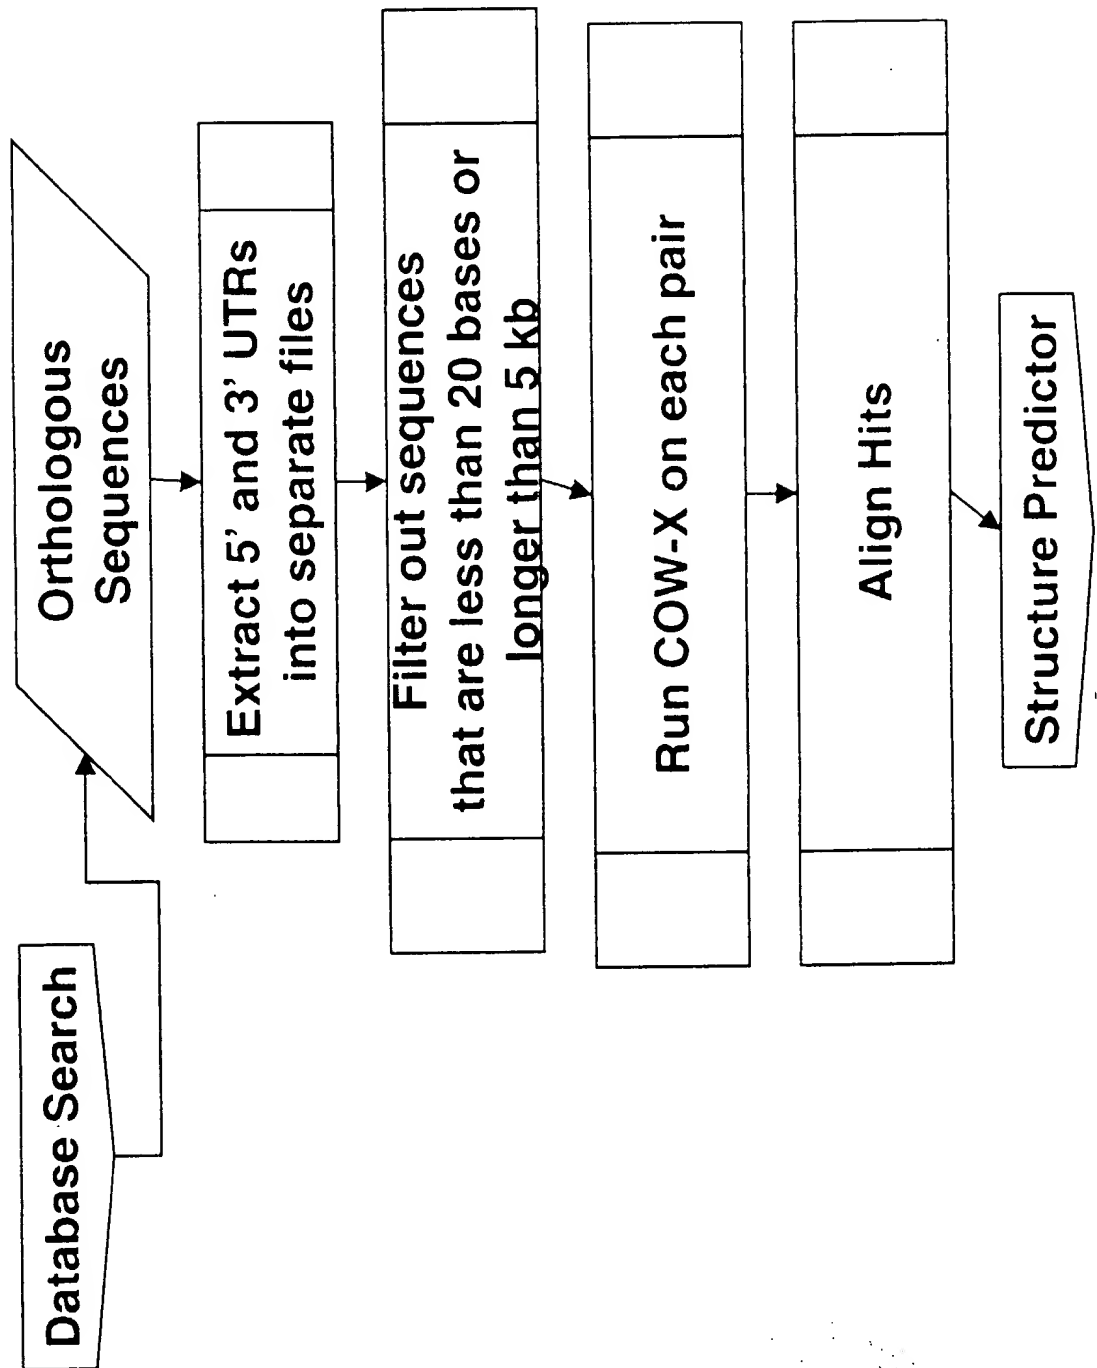 Database Search
Orthologous
Sequences
Extract 5' and 3' UTRs
into separate files
Filter out sequences
that are less than 20 bases or
longer than 5 kb
Run COW-X on each pair
Align Hits
Structure Predictor